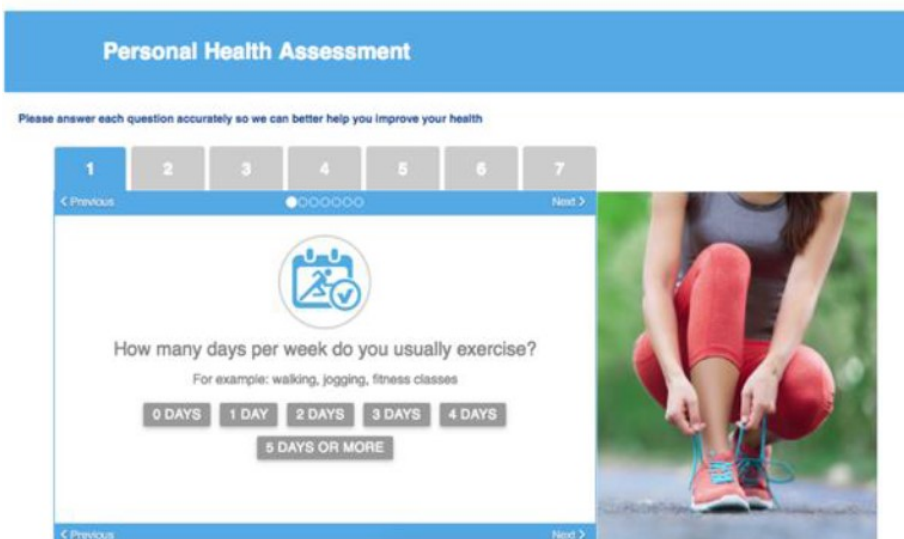 Personal Health Assessment
Please answer each question accurately so we can better help you improve your health
1 2 3 4 5 6 7
< Previous Next >
How many days per week do you usually exercise?
For example: walking, jogging, fitness classes
0 DAYS 1 DAY 2 DAYS 3 DAYS 4 DAYS
5 DAYS OR MORE
< Previous Next >